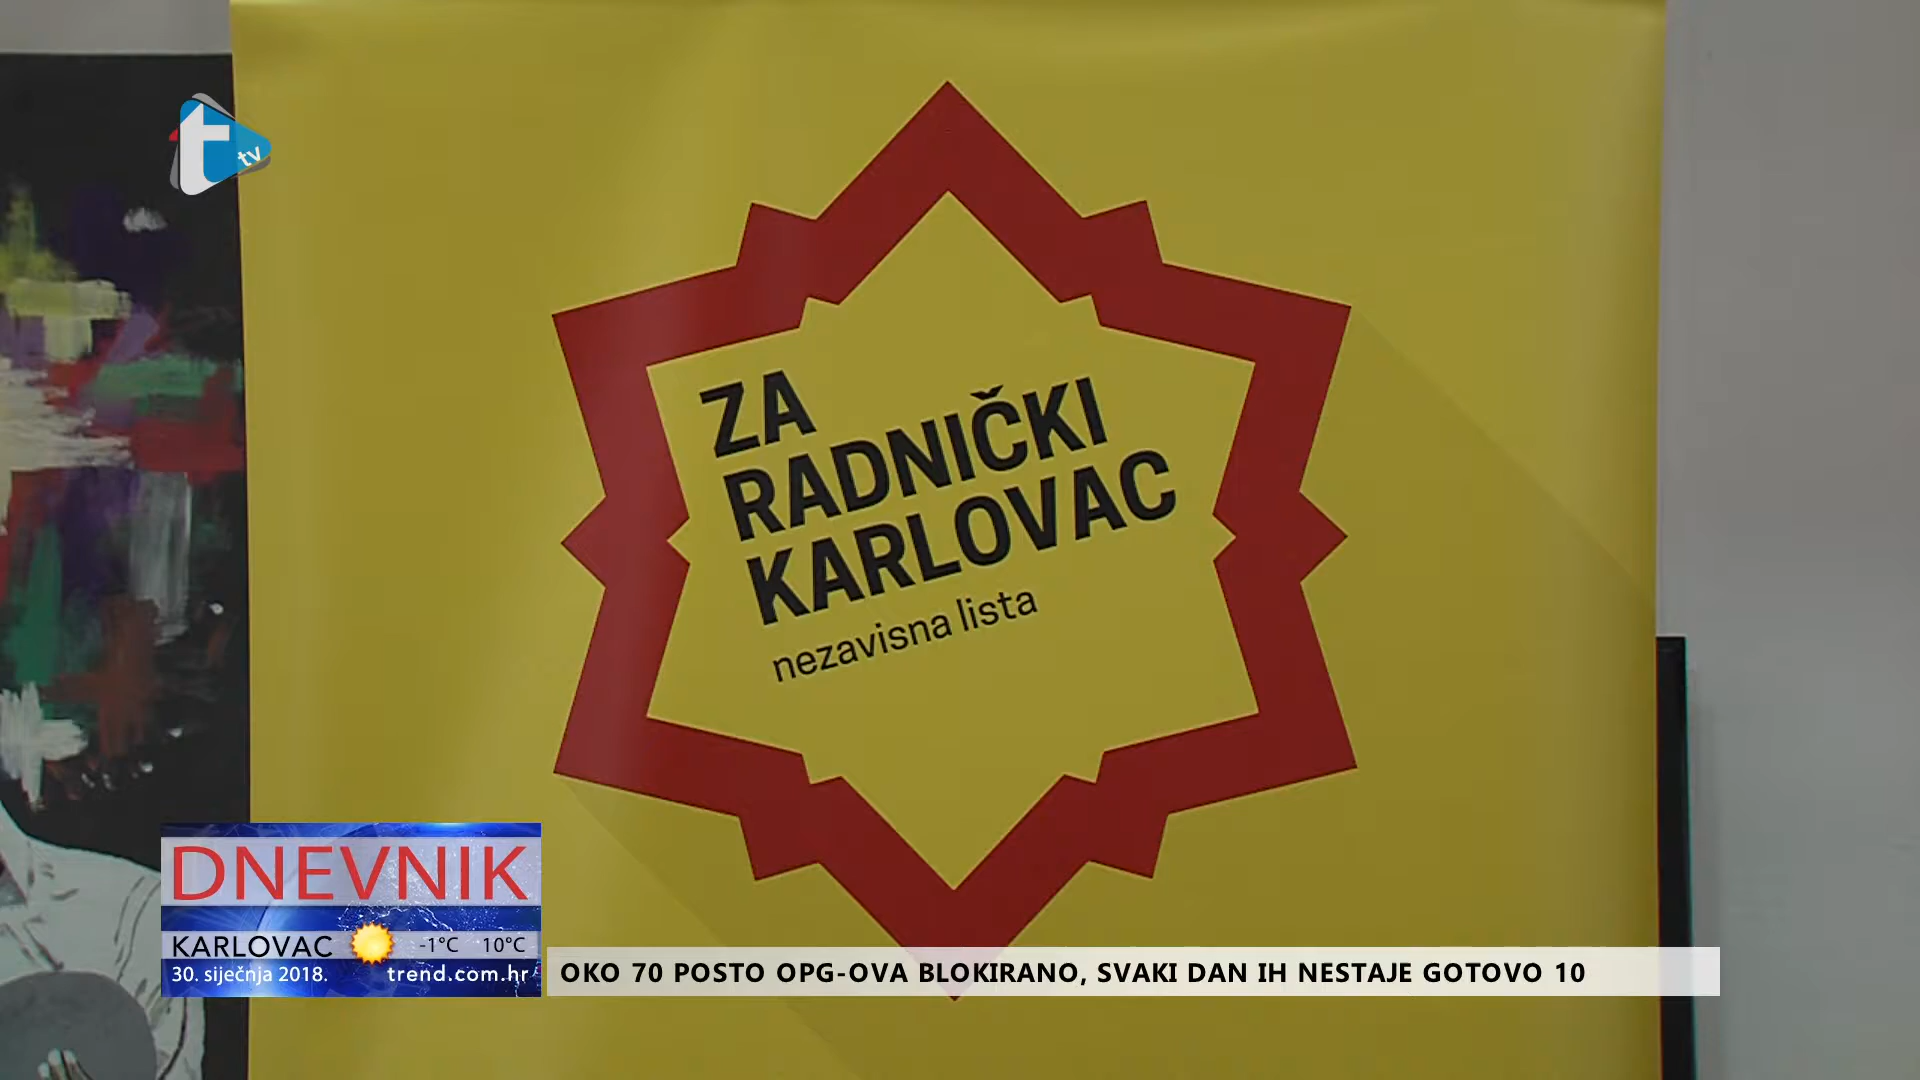 t tv
ZA
RADNIČKI
KARLOVAC
nezavisna lista
DNEVNIK
KARLOVAC -1°C 10°C
30. siječnja 2018. trend.com.hr
OKO 70 POSTO OPG-OVA BLOKIRANO, SVAKI DAN IH NESTAJE GOTOVO 10